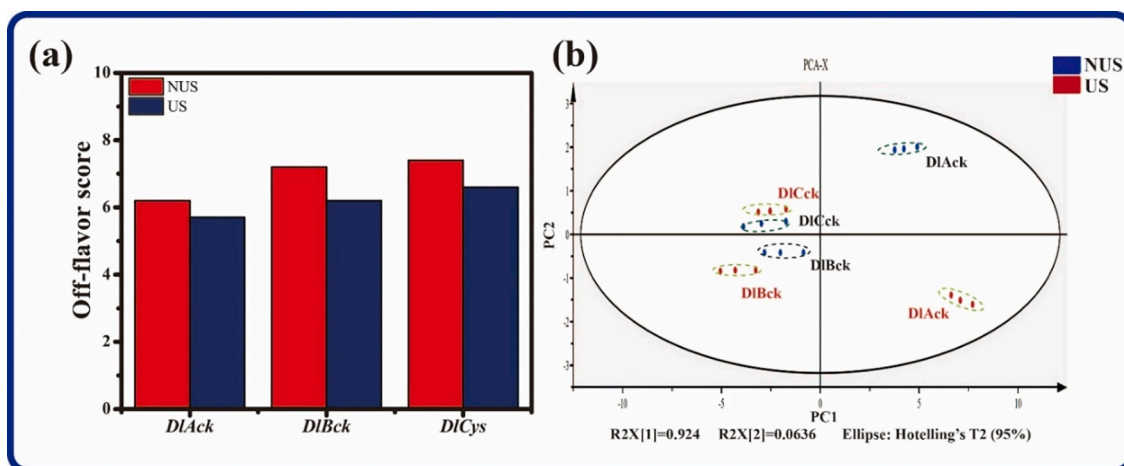 (a)
10
8
6
4
2
0
Off-flavor score
NUS
US
DlAck
DlBck
DlCys
(b)
PCA-X
NUS
US
3
2
1
0
-1
-2
-3
PC2
DlAck
DlCck
DlCck
DlBck
DlBck
DlAck
-10
-5
0
5
10
PC1
R2X[1]=0.924 R2X[2]=0.0636 Ellipse: Hotelling's T2 (95%)